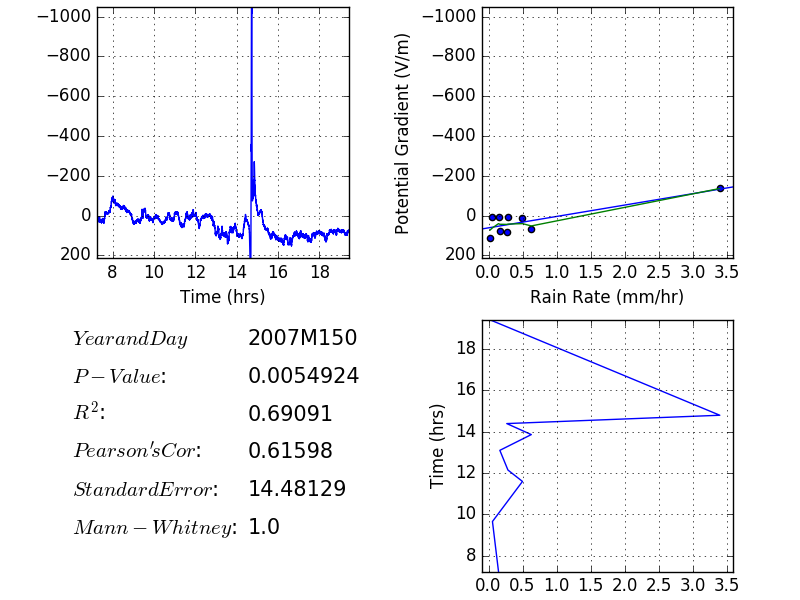 −1000
−800
−600
−400
−200
0
200
8 10 12 14 16 18
Time (hrs)
Potential Gradient (V/m)
−1000
−800
−600
−400
−200
0
200
0.0 0.5 1.0 1.5 2.0 2.5 3.0 3.5
Rain Rate (mm/hr)
YearandDay 2007M150
P−Value: 0.0054924
R²: 0.69091
Pearson'sCor: 0.61598
StandardError: 14.48129
Mann−Whitney: 1.0
Time (hrs)
18
16
14
12
10
8
0.0 0.5 1.0 1.5 2.0 2.5 3.0 3.5